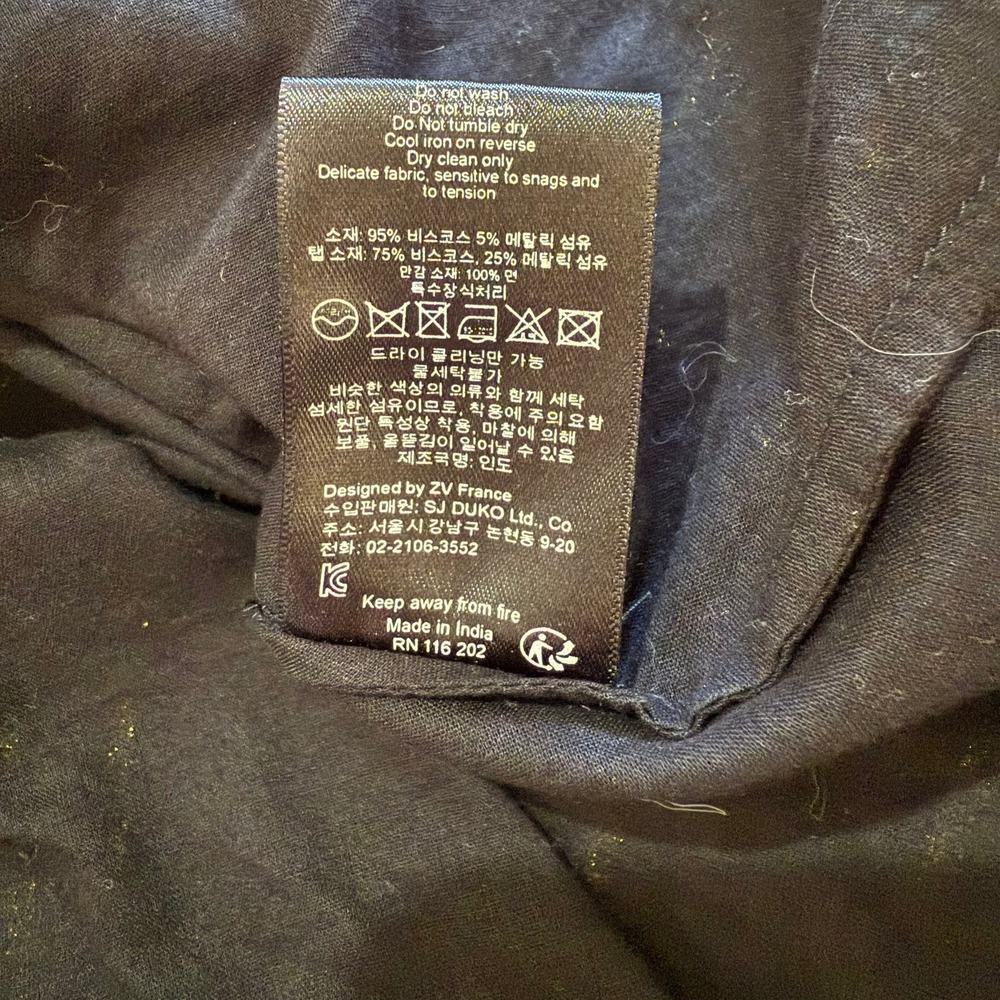 Do not wash
Do not bleach
Do Not tumble dry
Cool iron on reverse
Dry clean only
Delicate fabric, sensitive to snags and
to tension
소재: 95% 비스코스 5% 메탈릭 섬유
탭 소재: 75% 비스코스, 25% 메탈릭 섬유
안감 소재: 100% 면
특수장식처리
드라이 클리닝만 가능
물세탁불가
비슷한 색상의 의류와 함께 세탁
섬세한 섬유이므로, 착용에 주의 요함
원단 특성상 착용, 마찰에 의해
보풀, 올뜯김이 일어날 수 있음
제조국명: 인도
Designed by ZV France
수입판매원: SJ DUKO Ltd., Co
주소: 서울시 강남구 논현동 9-20
전화: 02-2106-3552
Keep away from fire
Made in India
RN 116 202